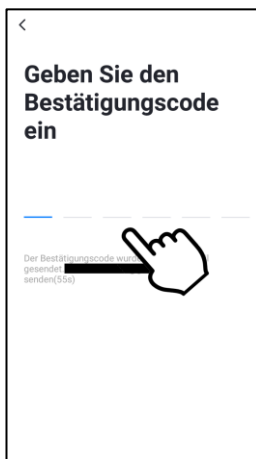 Geben Sie den
Bestätigungscode
ein
Der Bestätigungscode wurde
gesendet
senden(55s)